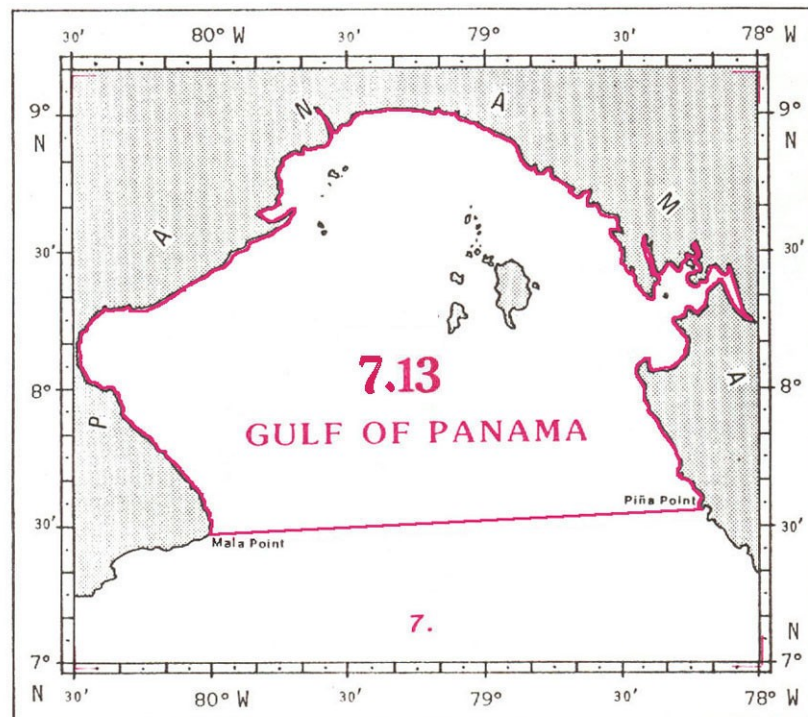 30' 80° W 30' 79° 30' 78° W
9° N 9° N
N A
M
A
30' 30'
7.13
8° 8°
A
P
GULF OF PANAMA
Piña Point
30' 30'
Mala Point
7.
N
7° 7°
N 30' 80° W 30' 79° 30' 78° W